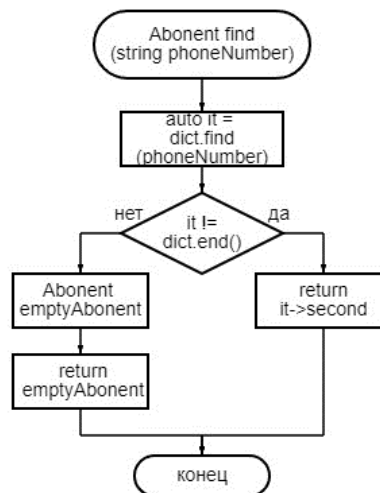 Abonent find
(string phoneNumber)
auto it =
dict.find
(phoneNumber)
нет
да
it !=
dict.end()
Abonent
emptyAbonent
return
it->second
return
emptyAbonent
конец